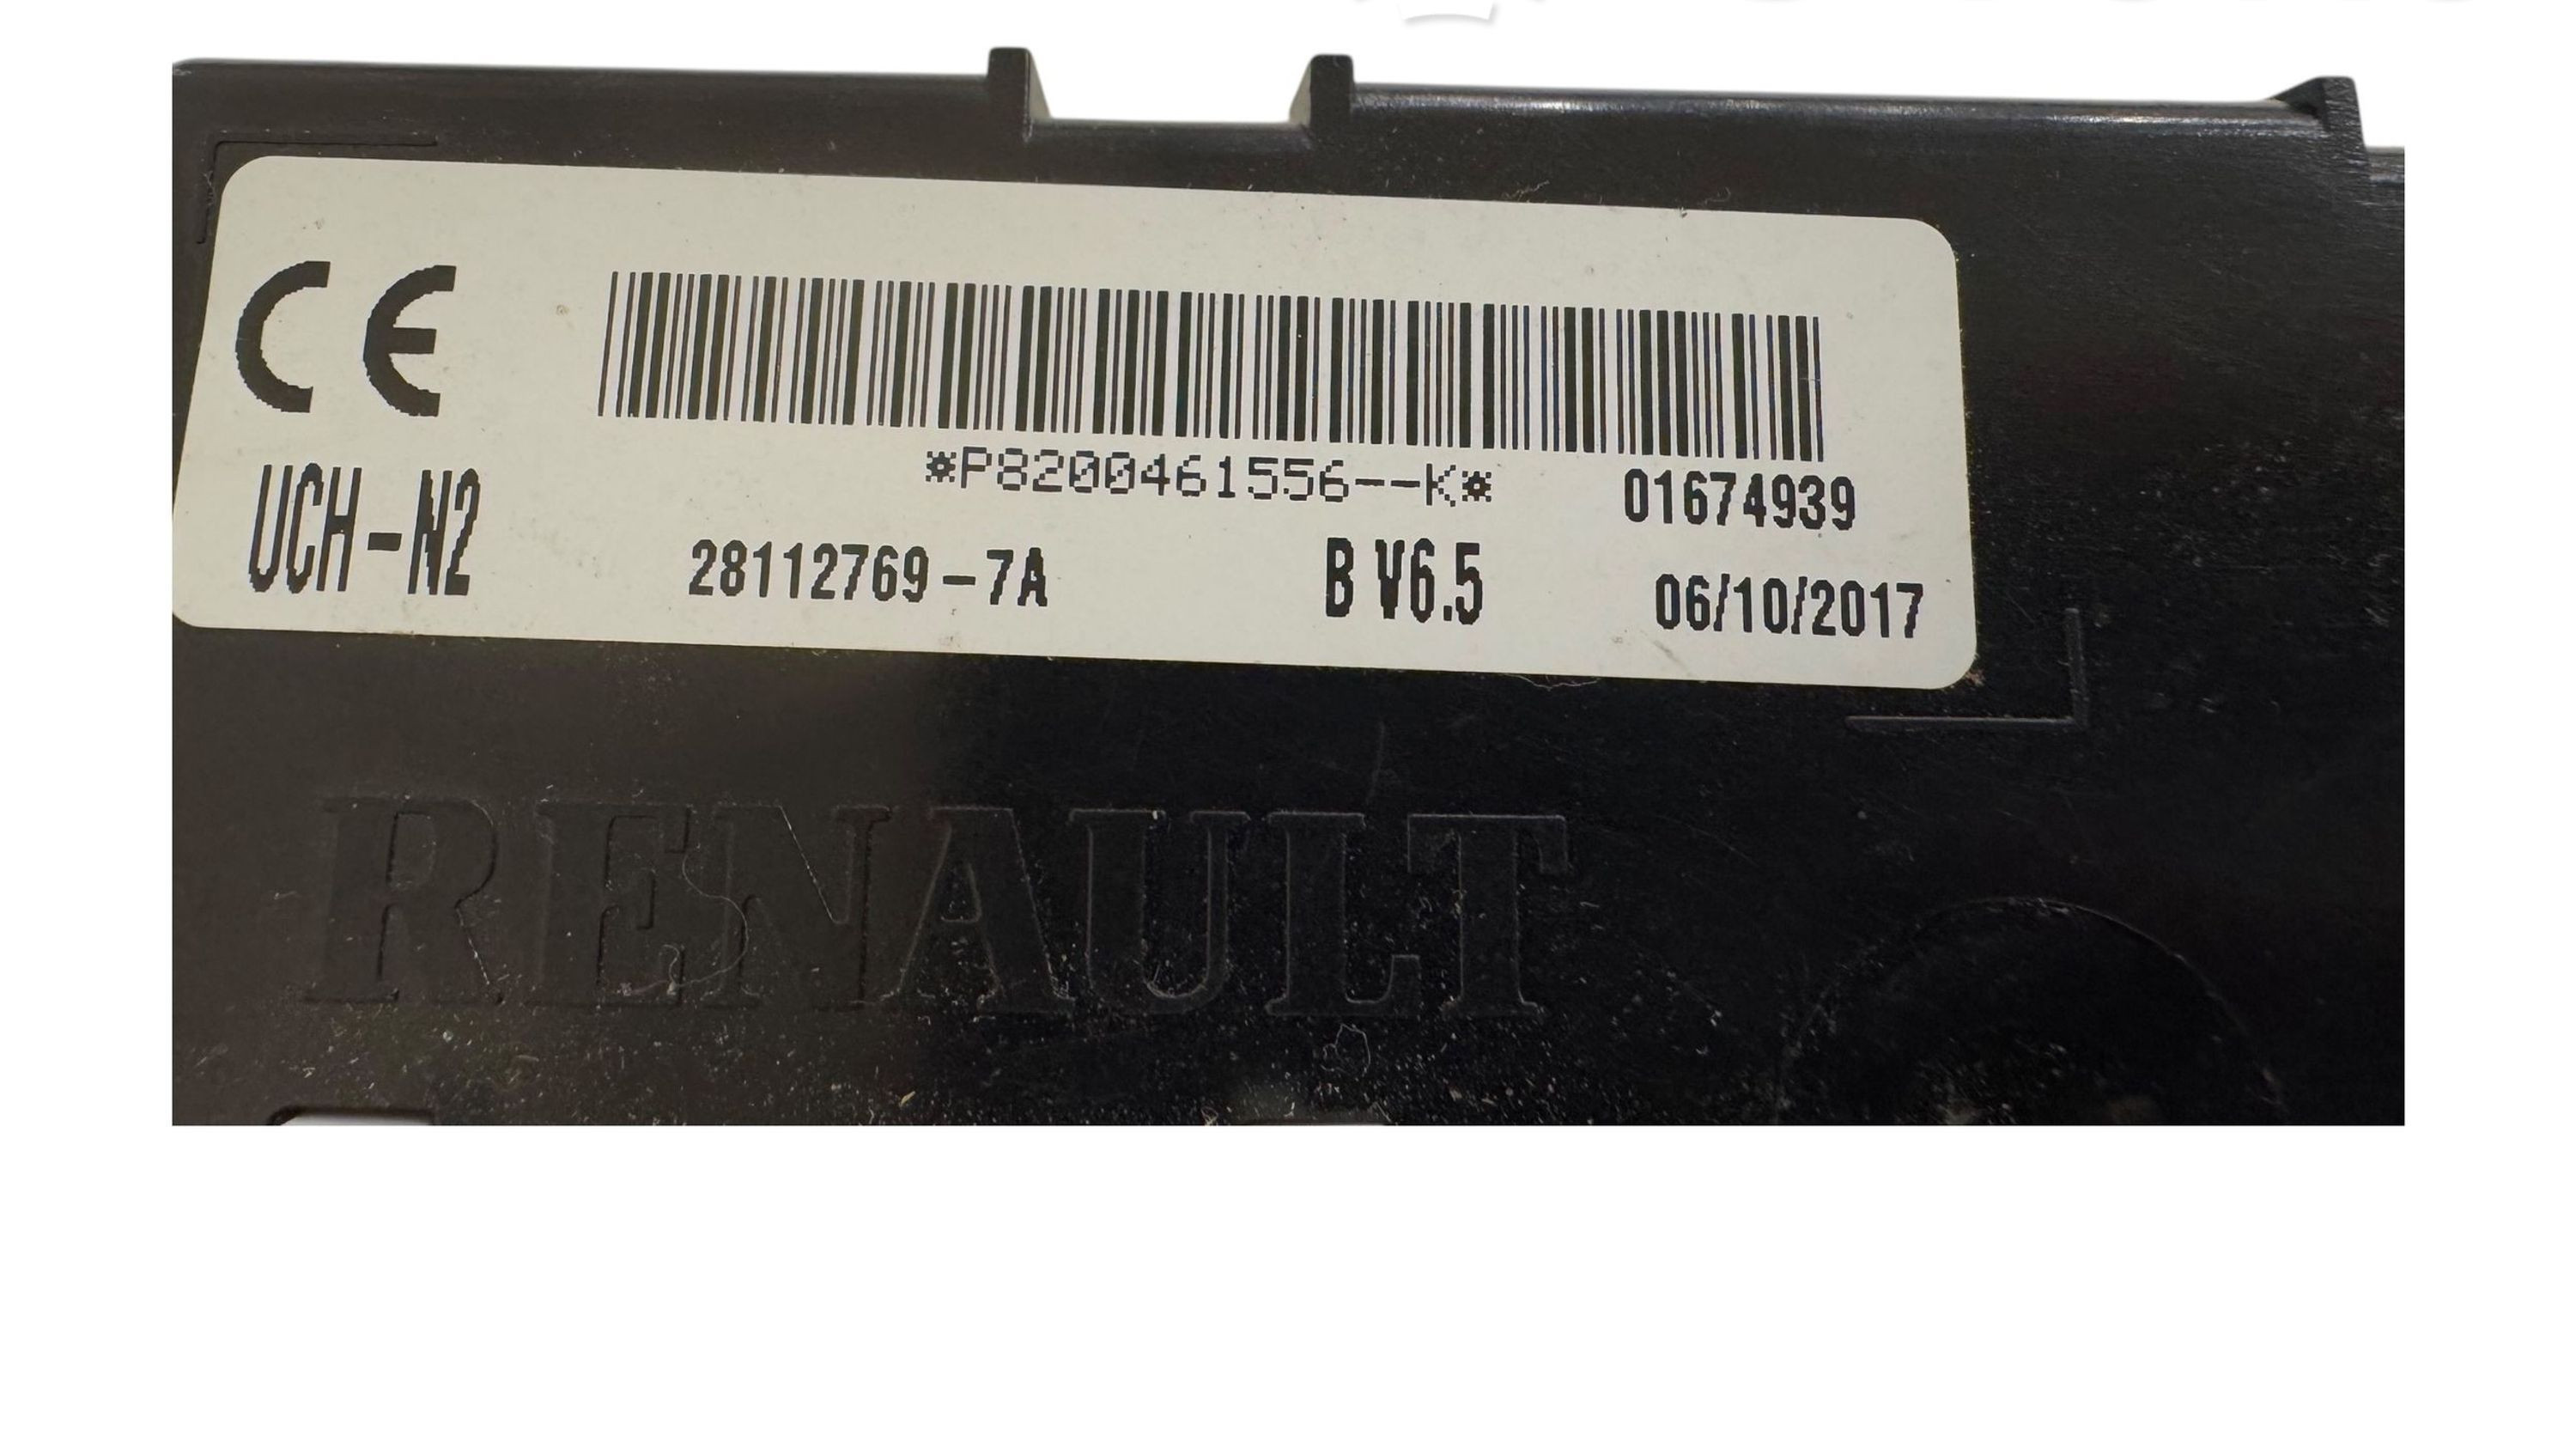 CE
*P8200461556--K*
01674939
UCH-N2
28112769-7A
B V6.5
06/10/2017
RENAULT